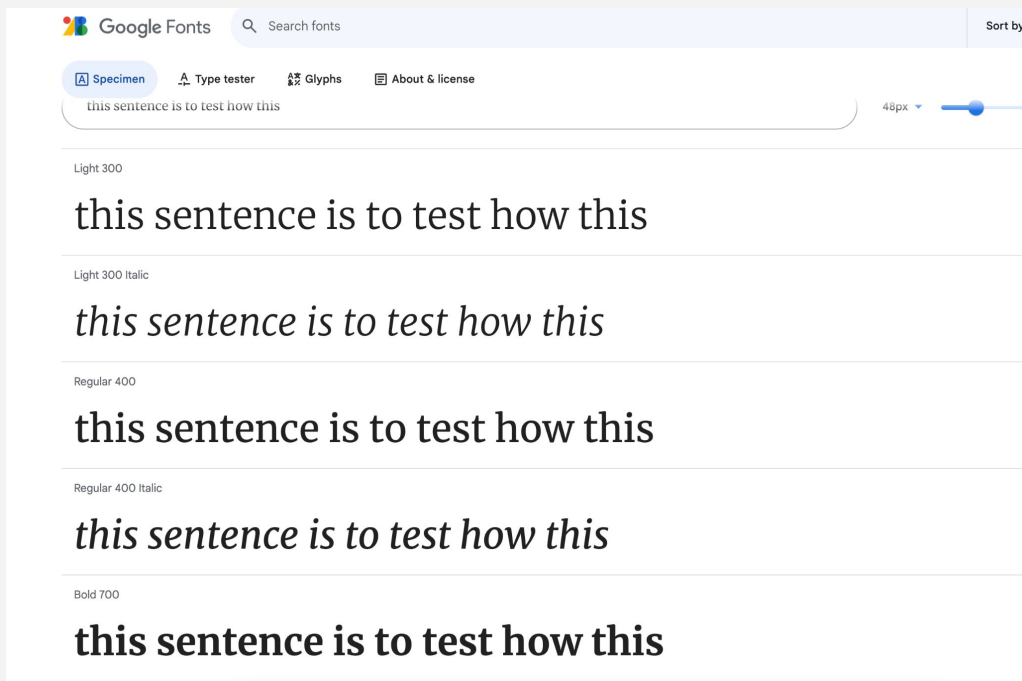 Google Fonts
Search fonts
Sort by
Specimen
Type tester
Glyphs
About & license
this sentence is to test how this
48px
Light 300
this sentence is to test how this
Light 300 Italic
this sentence is to test how this
Regular 400
this sentence is to test how this
Regular 400 Italic
this sentence is to test how this
Bold 700
this sentence is to test how this